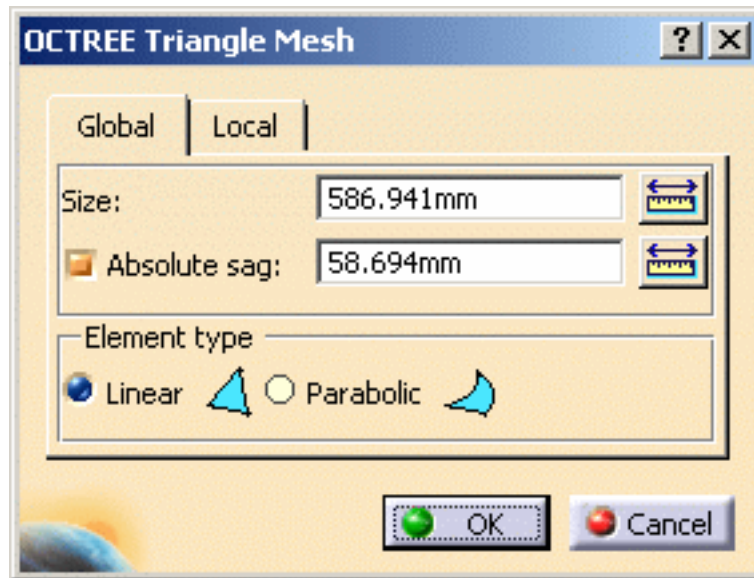 OCTREE Triangle Mesh
Global Local
Size: 586.941mm
Absolute sag: 58.694mm
Element type
Linear Parabolic
OK Cancel